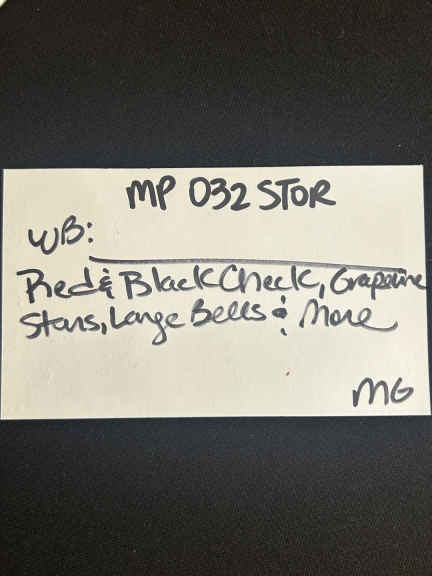 MP 032 STOR
WB:
Red & Black Check, Grapevine
Stars, Large Bells & More
MG